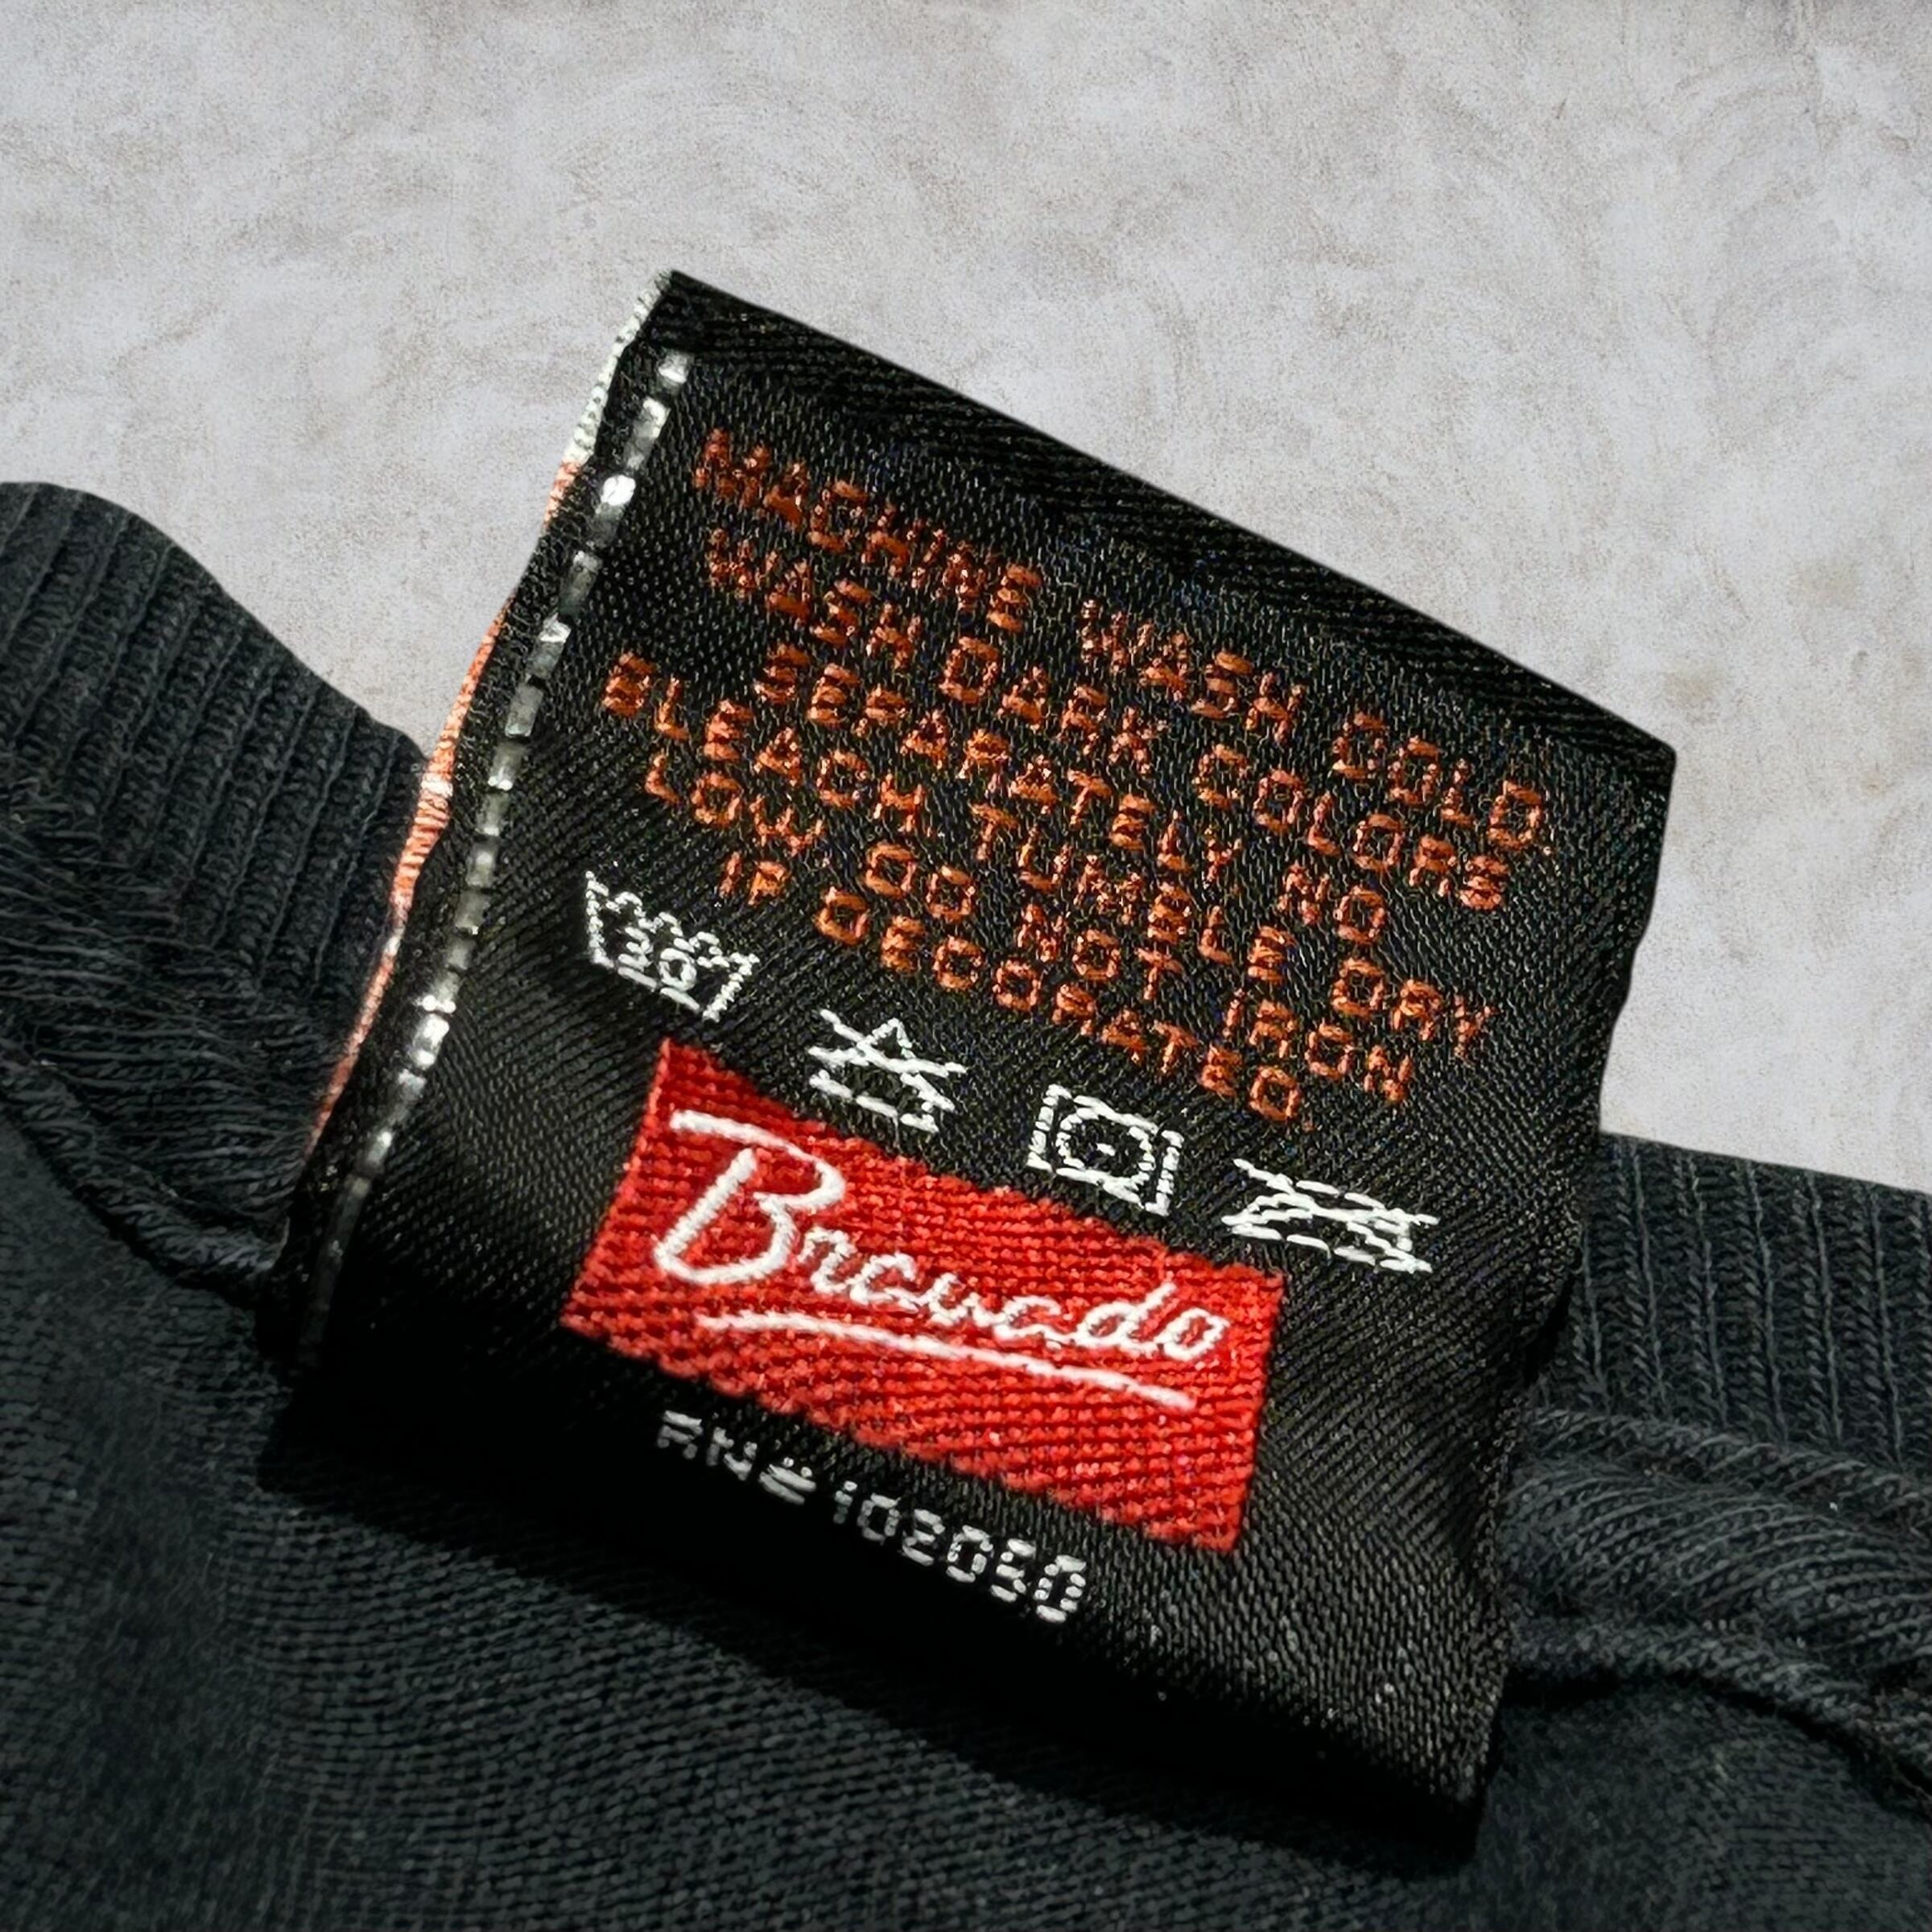 MACHINE WASH COLD
WASH DARK COLORS
SEPARATELY NO
BLEACH. TUMBLE DRY
LOW. DO NOT IRON
IF DECORATED.
30
Bravado
RN# 102050